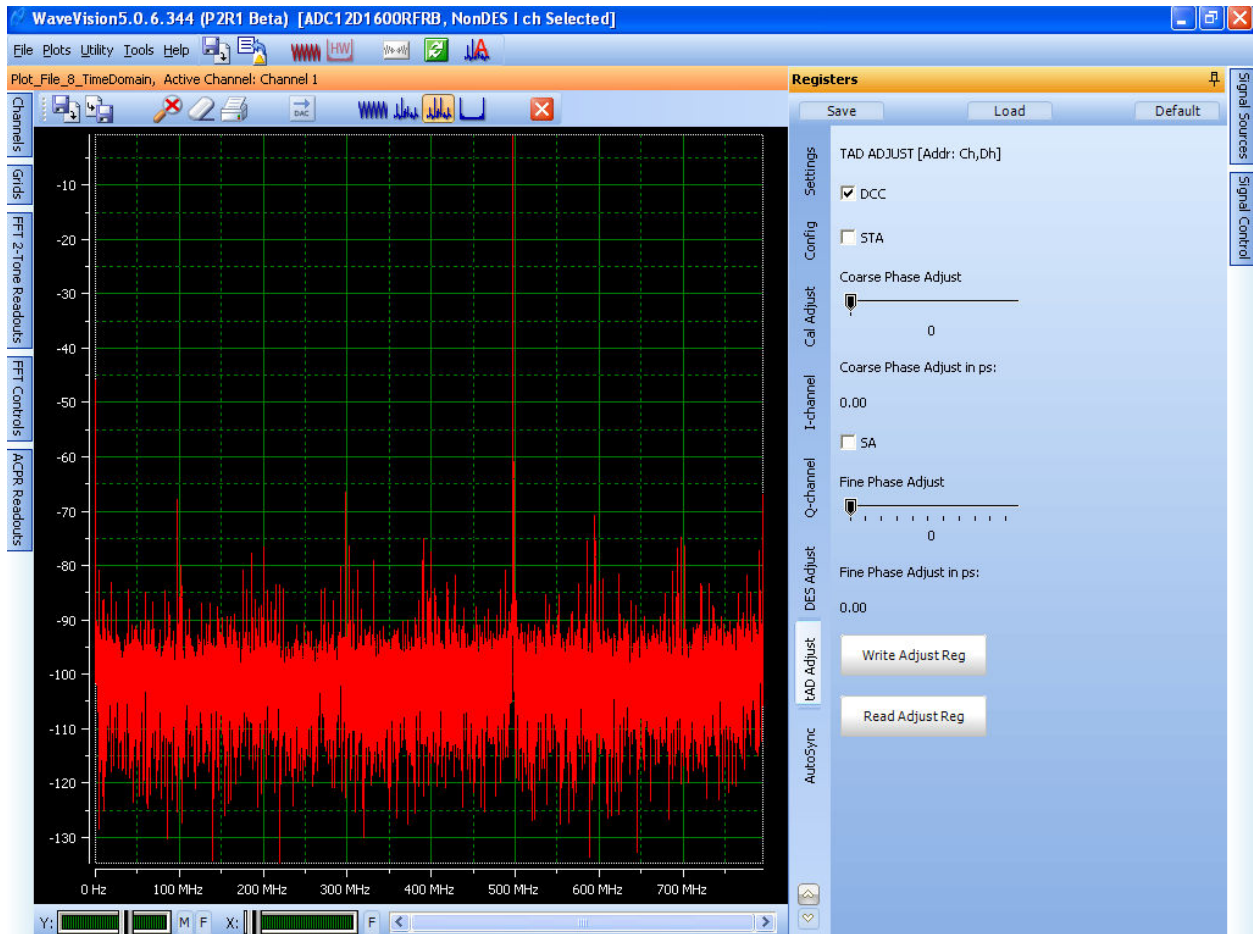 WaveVision5.0.6.344 (P2R1 Beta) [ADC12D1600RFRB, NonDES I ch Selected]
File Plots Utility Tools Help HW A
Plot_File_8_TimeDomain, Active Channel: Channel 1
DAC
Channels
Grids
FFT 2-Tone Readouts
FFT Controls
ACPR Readouts
-10
-20
-30
-40
-50
-60
-70
-80
-90
-100
-110
-120
-130
0 Hz 100 MHz 200 MHz 300 MHz 400 MHz 500 MHz 600 MHz 700 MHz
Y: M F X: F
Registers
Save Load Default
Settings
Config
Cal Adjust
I-channel
Q-channel
DES Adjust
tAD Adjust
AutoSync
TAD ADJUST [Addr: Ch,Dh]
DCC
STA
Coarse Phase Adjust
0
Coarse Phase Adjust in ps:
0.00
SA
Fine Phase Adjust
0
Fine Phase Adjust in ps:
0.00
Write Adjust Reg
Read Adjust Reg
Signal Sources
Signal Control